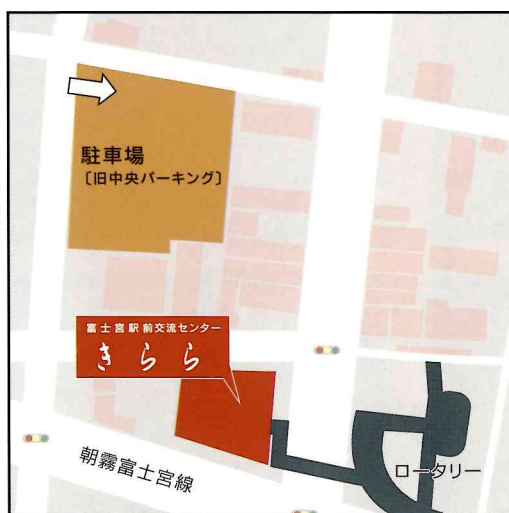 駐車場
〔旧中央パーキング〕
富士宮駅前交流センター
きらら
朝霧富士宮線
ロータリー